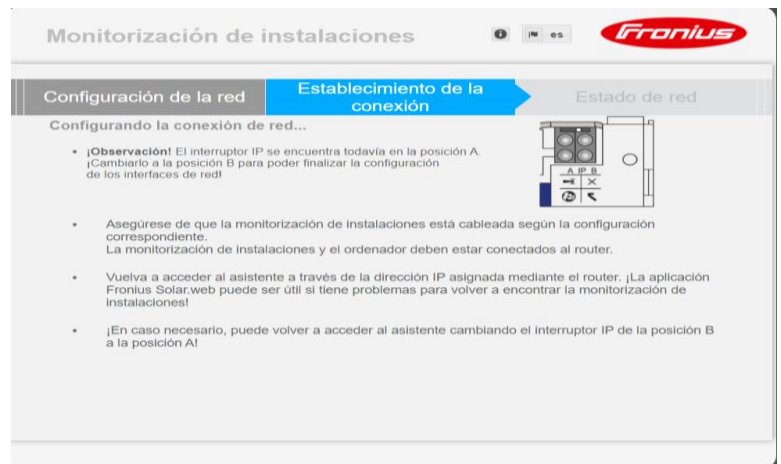 Monitorización de instalaciones
es
Fronius
Configuración de la red
Establecimiento de la
conexión
Estado de red
Configurando la conexión de red...
• ¡Observación! El interruptor IP se encuentra todavía en la posición A.
¡Cambiarlo a la posición B para poder finalizar la configuración
de los interfaces de red!
A IP B
• Asegúrese de que la monitorización de instalaciones está cableada según la configuración
correspondiente.
La monitorización de instalaciones y el ordenador deben estar conectados al router.
• Vuelva a acceder al asistente a través de la dirección IP asignada mediante el router. ¡La aplicación
Fronius Solar.web puede ser útil si tiene problemas para volver a encontrar la monitorización de
instalaciones!
• ¡En caso necesario, puede volver a acceder al asistente cambiando el interruptor IP de la posición B
a la posición A!